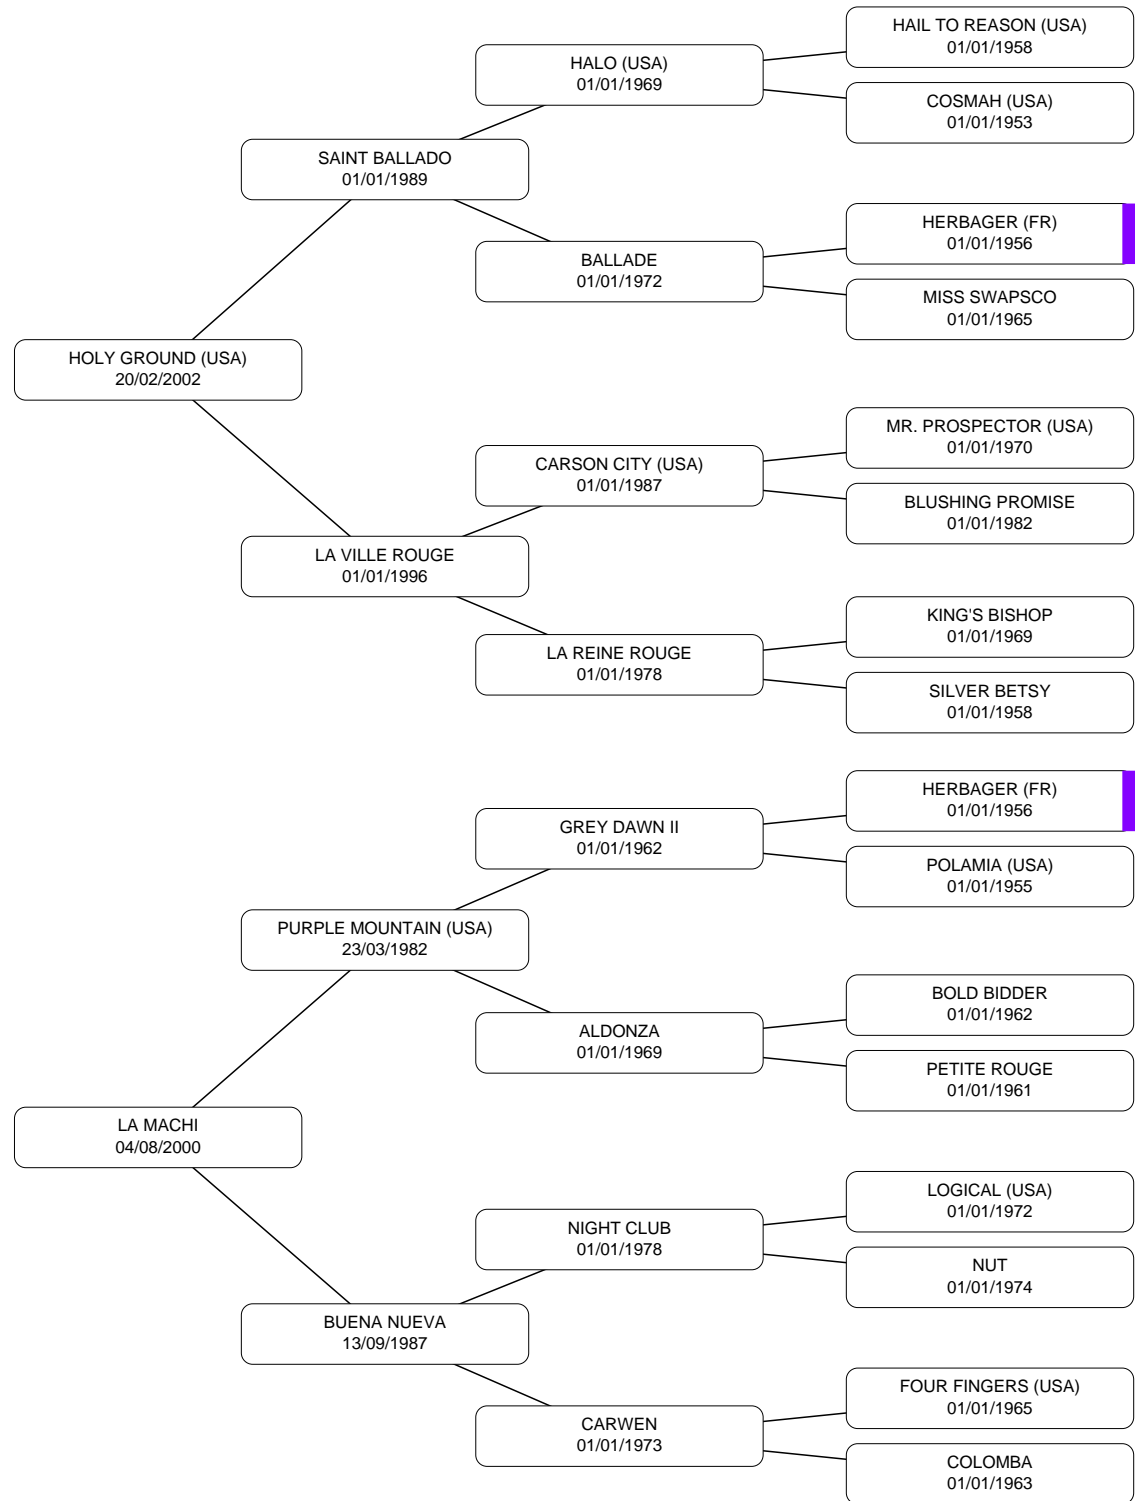 HAIL TO REASON (USA)
01/01/1958
HALO (USA)
01/01/1969
COSMAH (USA)
01/01/1953
SAINT BALLADO
01/01/1989
HERBAGER (FR)
01/01/1956
BALLADE
01/01/1972
MISS SWAPSCO
01/01/1965
HOLY GROUND (USA)
20/02/2002
MR. PROSPECTOR (USA)
01/01/1970
CARSON CITY (USA)
01/01/1987
BLUSHING PROMISE
01/01/1982
LA VILLE ROUGE
01/01/1996
KING'S BISHOP
01/01/1969
LA REINE ROUGE
01/01/1978
SILVER BETSY
01/01/1958
HERBAGER (FR)
01/01/1956
GREY DAWN II
01/01/1962
POLAMIA (USA)
01/01/1955
PURPLE MOUNTAIN (USA)
23/03/1982
BOLD BIDDER
01/01/1962
ALDONZA
01/01/1969
PETITE ROUGE
01/01/1961
LA MACHI
04/08/2000
LOGICAL (USA)
01/01/1972
NIGHT CLUB
01/01/1978
NUT
01/01/1974
BUENA NUEVA
13/09/1987
FOUR FINGERS (USA)
01/01/1965
CARWEN
01/01/1973
COLOMBA
01/01/1963